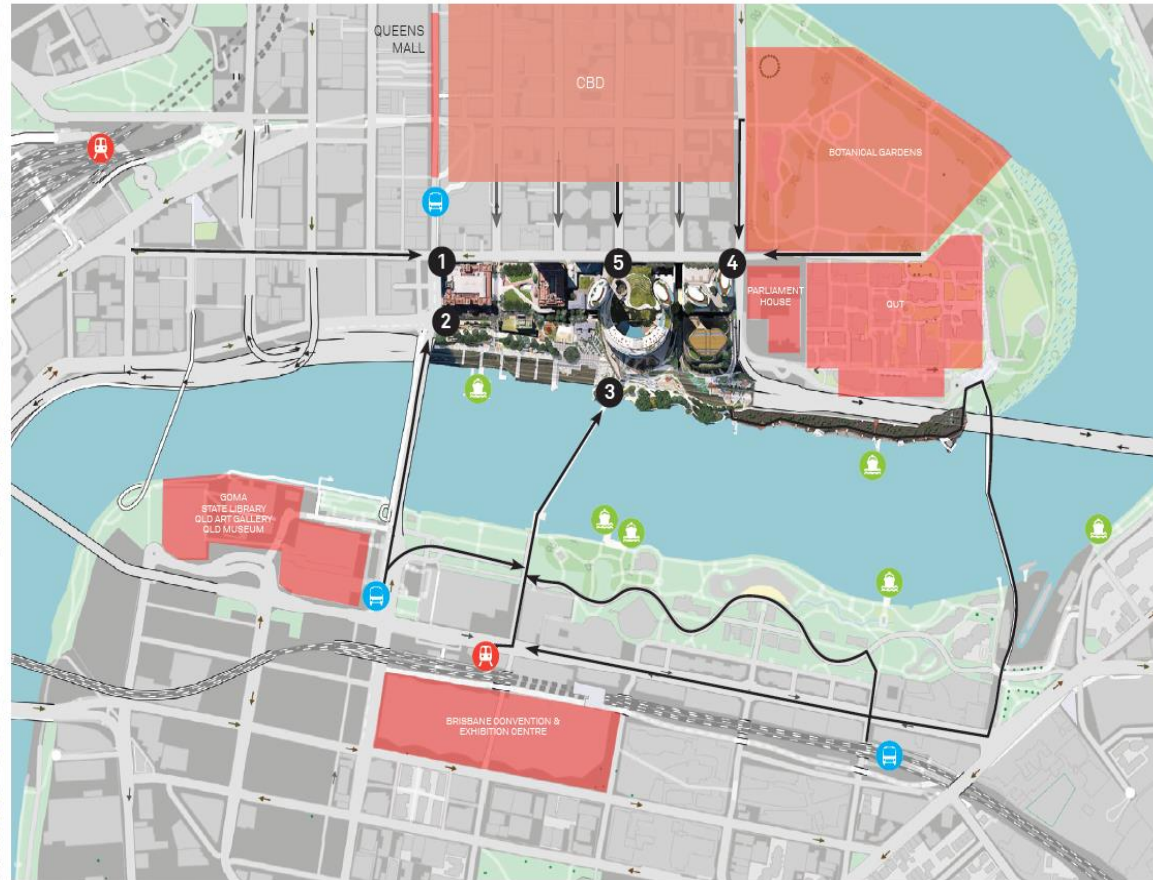 QUEENS
MALL
CBD
BOTANICAL GARDENS
1
5
4
2
3
PARLIAMENT
HOUSE
QUT
GOMA
STATE LIBRARY
QLD ART GALLERY
QLD MUSEUM
BRISBANE CONVENTION &
EXHIBITION CENTRE